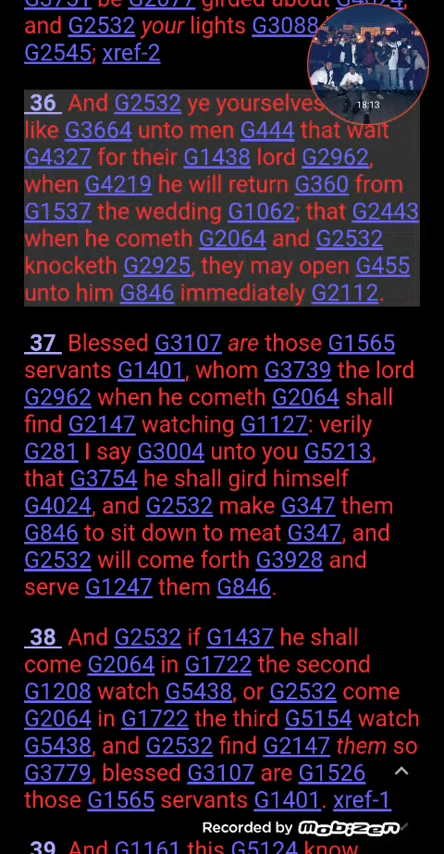 and G2532 your lights G3088
G2545; xref-2
36 And G2532 ye yourselves
like G3664 unto men G444 that wait
G4327 for their G1438 lord G2962,
when G4219 he will return G360 from
G1537 the wedding G1062; that G2443
when he cometh G2064 and G2532
knocketh G2925, they may open G455
unto him G846 immediately G2112.
37 Blessed G3107 are those G1565
servants G1401, whom G3739 the lord
G2962 when he cometh G2064 shall
find G2147 watching G1127: verily
G281 I say G3004 unto you G5213,
that G3754 he shall gird himself
G4024, and G2532 make G347 them
G846 to sit down to meat G347, and
G2532 will come forth G3928 and
serve G1247 them G846.
38 And G2532 if G1437 he shall
come G2064 in G1722 the second
G1208 watch G5438, or G2532 come
G2064 in G1722 the third G5154 watch
G5438, and G2532 find G2147 them so
G3779, blessed G3107 are G1526
those G1565 servants G1401. xref-1
39 And G1161 this G5124 know
18:13
Recorded by Mobizen